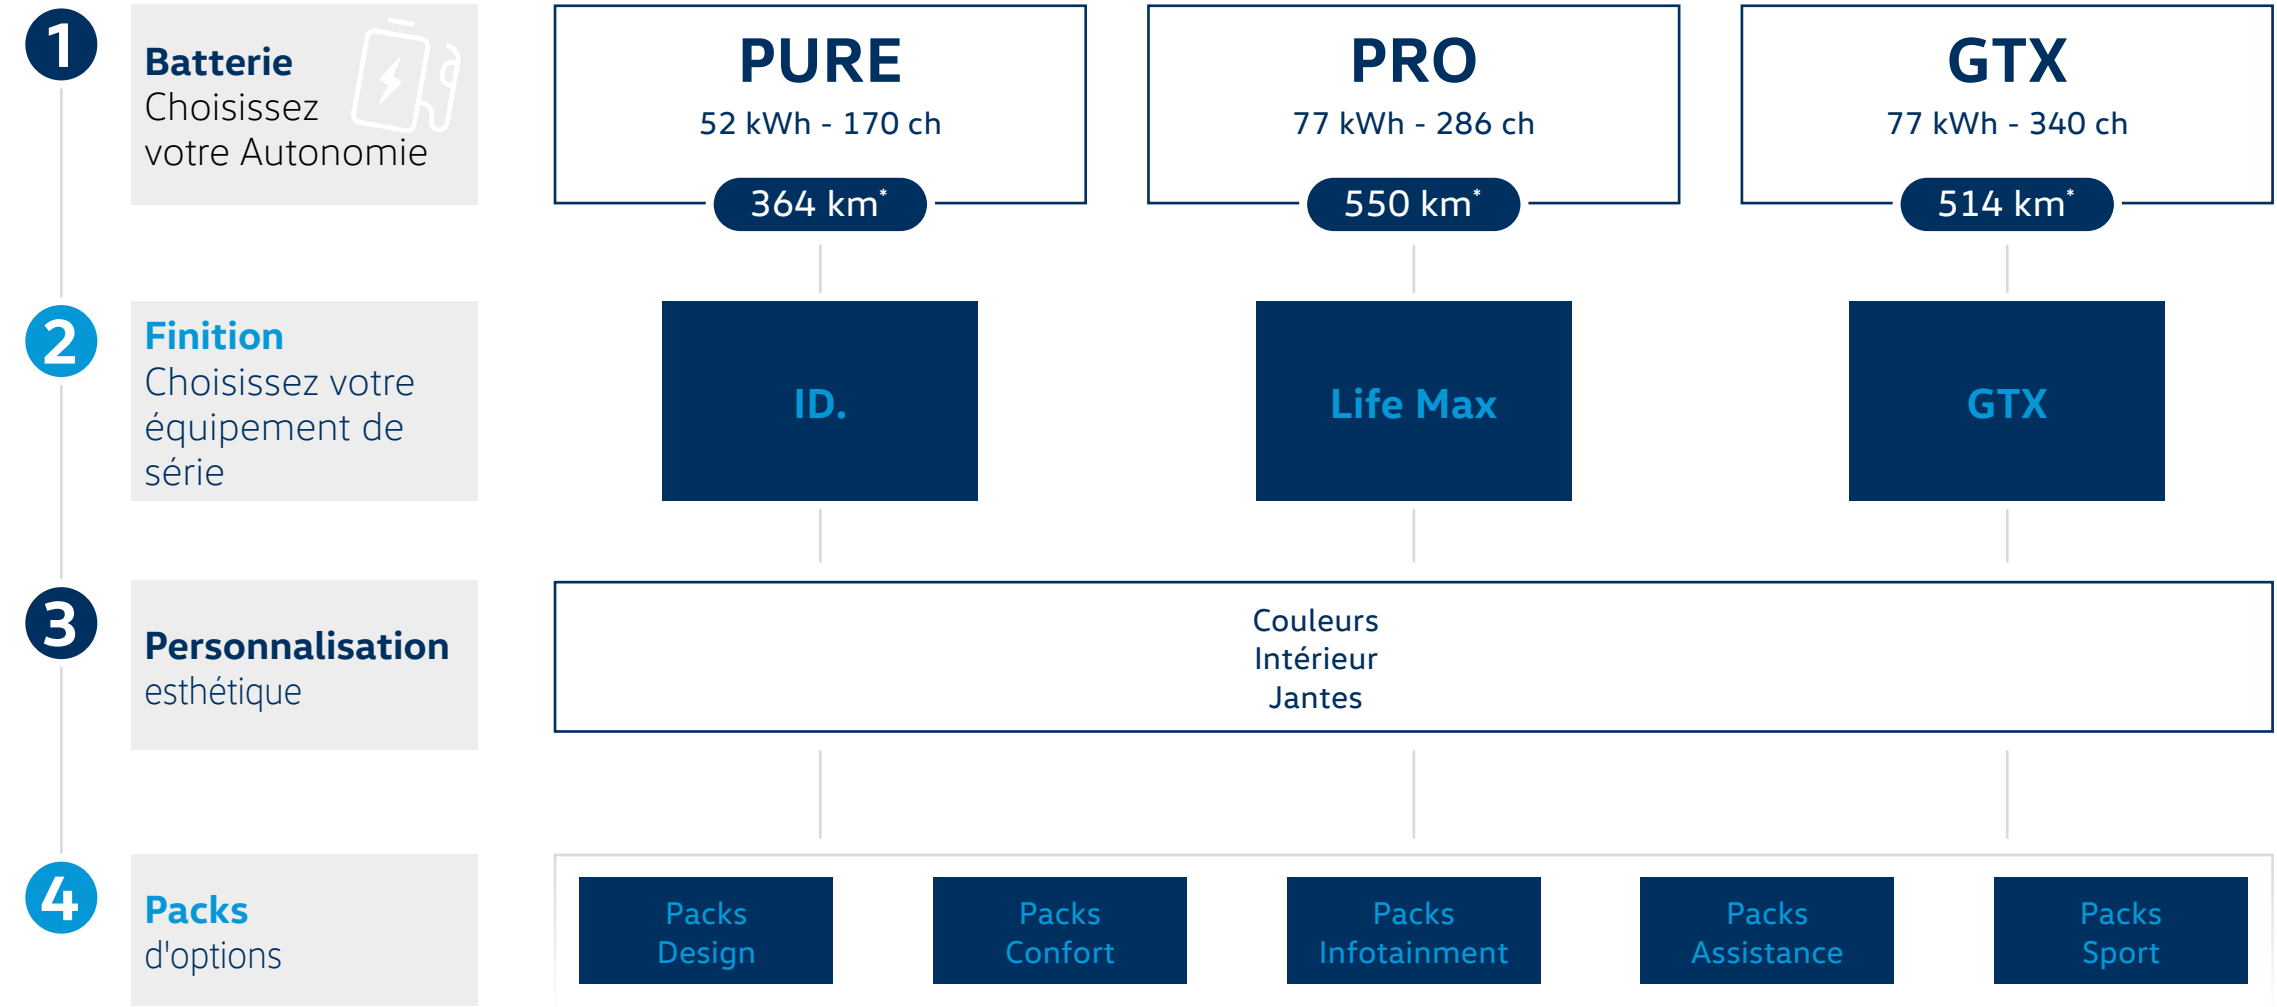 1
Batterie
Choisissez
votre Autonomie
PURE
52 kWh - 170 ch
364 km*
PRO
77 kWh - 286 ch
550 km*
GTX
77 kWh - 340 ch
514 km*
2
Finition
Choisissez votre
équipement de
série
ID.
Life Max
GTX
3
Personnalisation
esthétique
Couleurs
Intérieur
Jantes
4
Packs
d'options
Packs
Design
Packs
Confort
Packs
Infotainment
Packs
Assistance
Packs
Sport